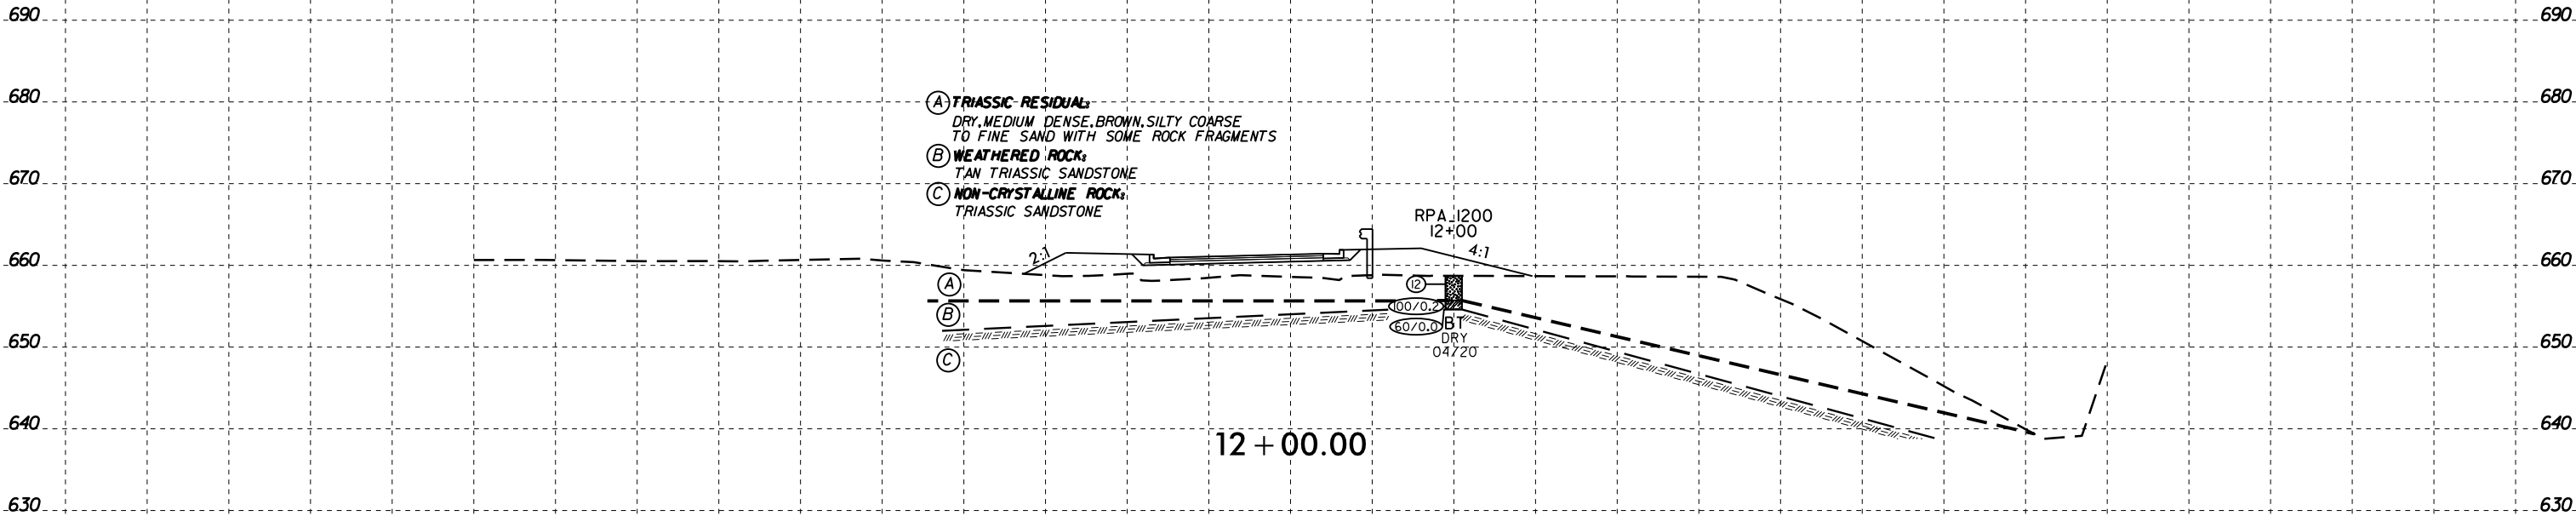 690 690
680 680
Ⓐ TRIASSIC RESIDUAL:
DRY, MEDIUM DENSE, BROWN, SILTY COARSE
TO FINE SAND WITH SOME ROCK FRAGMENTS
Ⓑ WEATHERED ROCK:
TAN TRIASSIC SANDSTONE
670 670
Ⓒ NON-CRYSTALLINE ROCK:
TRIASSIC SANDSTONE
RPA_1200
12+00
2:1
4:1
660 660
A
12
B
100/0.2
60/0.0
BT
DRY
04/20
650 650
C
640 640
12+00.00
630 630